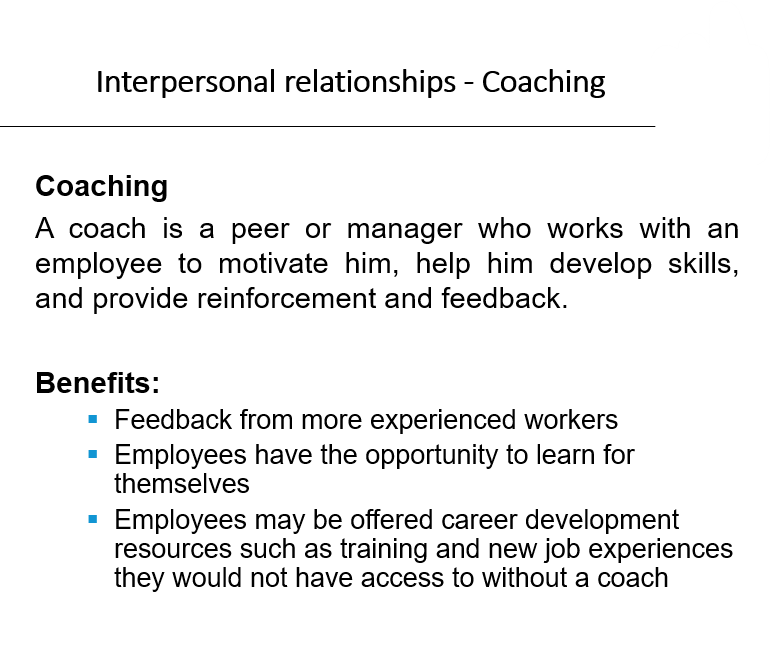 Interpersonal relationships - Coaching
Coaching
A coach is a peer or manager who works with an
employee to motivate him, help him develop skills,
and provide reinforcement and feedback.
Benefits:
▪ Feedback from more experienced workers
▪ Employees have the opportunity to learn for
themselves
▪ Employees may be offered career development
resources such as training and new job experiences
they would not have access to without a coach